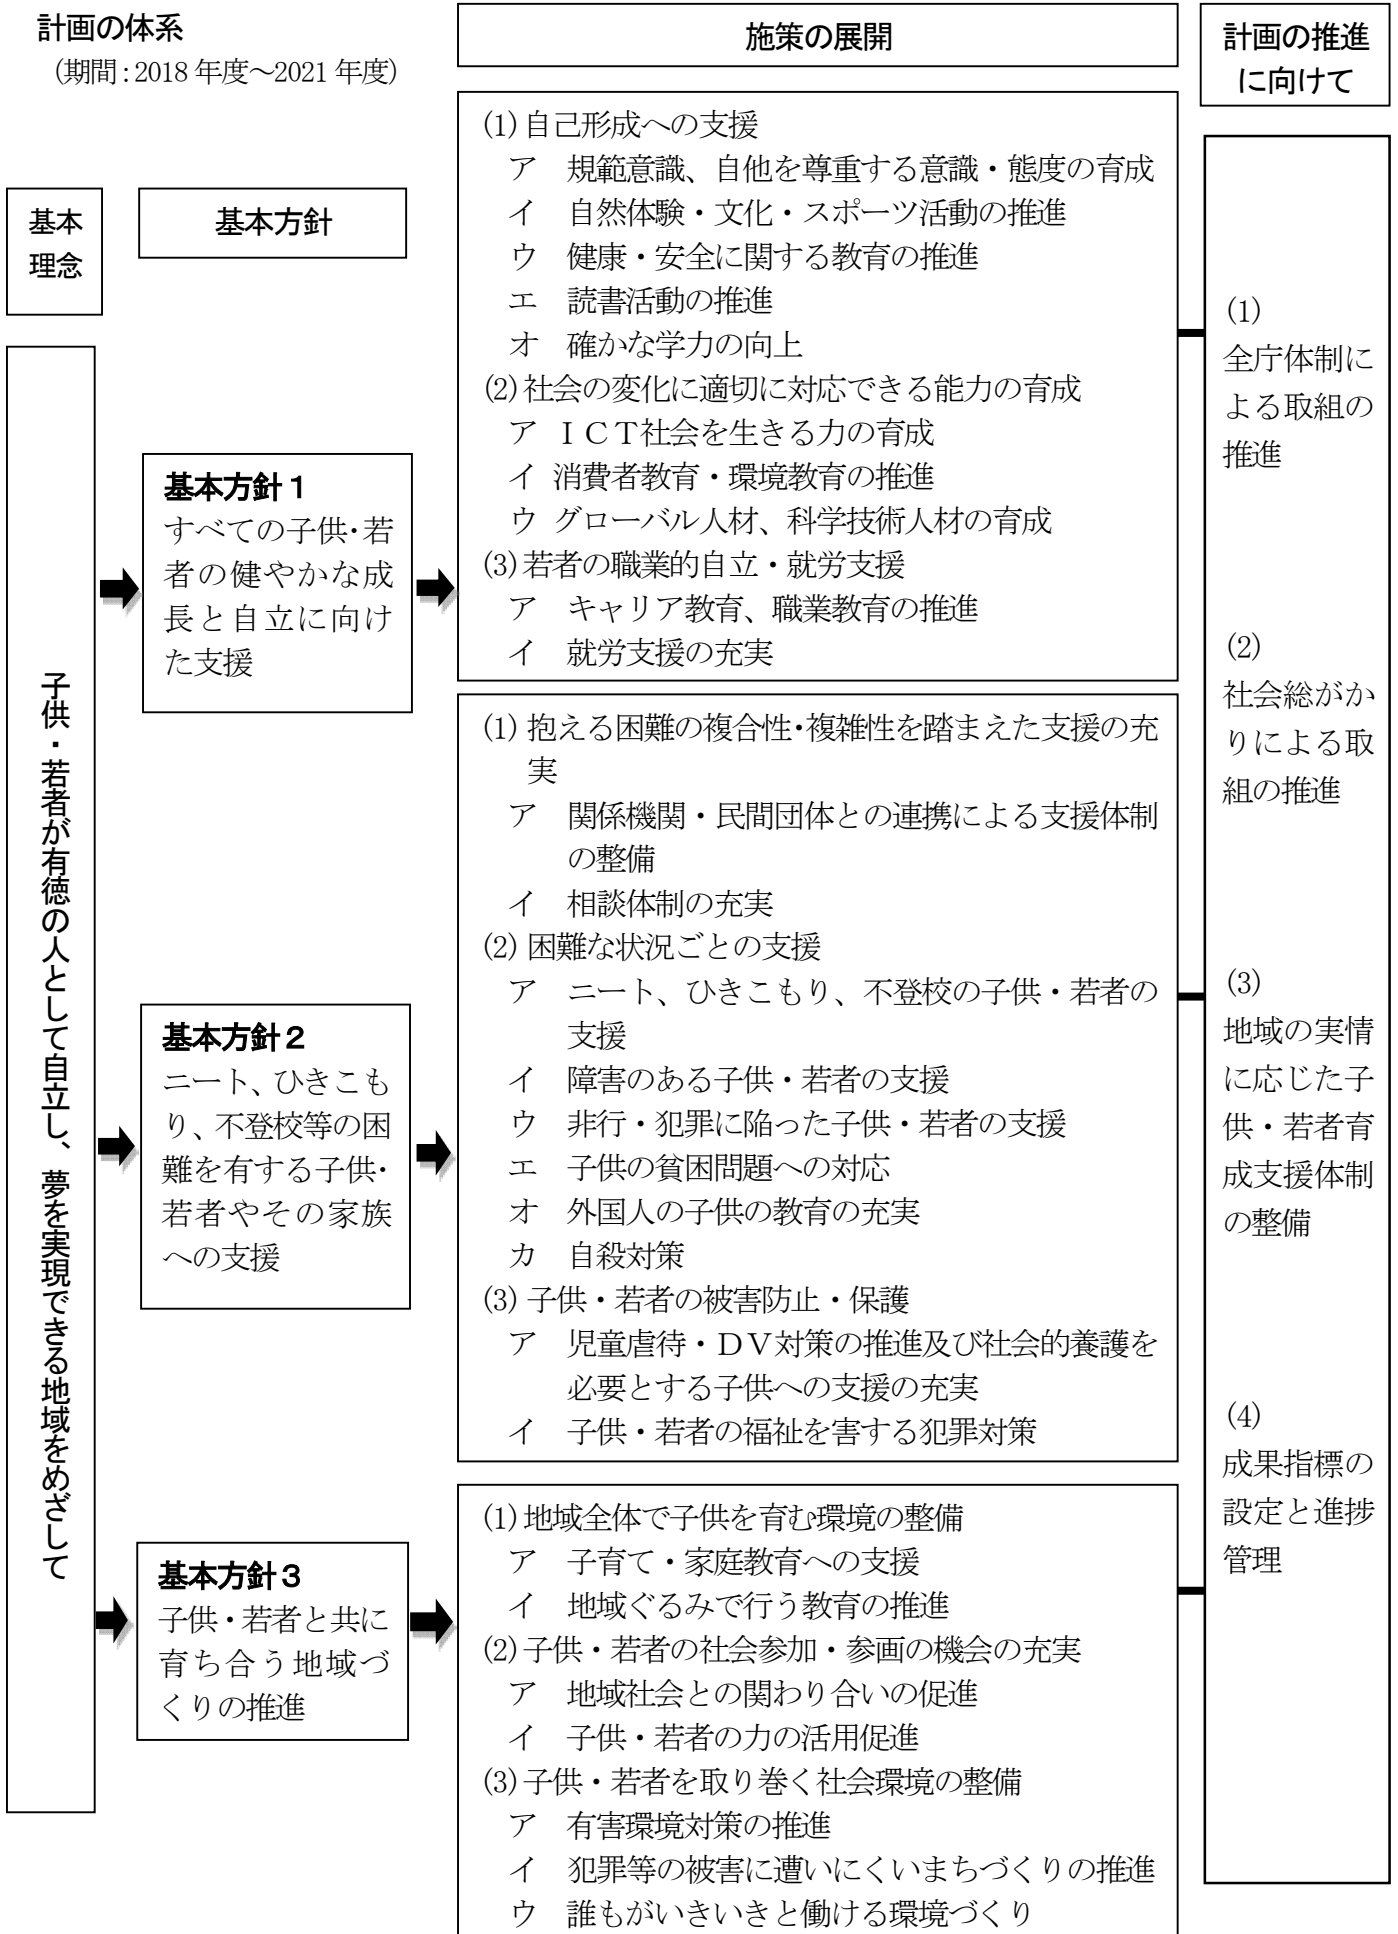 計画の体系
(期間:2018 年度～2021 年度)
施策の展開
計画の推進
に向けて
基本
理念
基本方針
子供・若者が有徳の人として自立し、夢を実現できる地域をめざして
基本方針１
すべての子供・若
者の健やかな成
長と自立に向け
た支援
(1) 自己形成への支援
ア　規範意識、自他を尊重する意識・態度の育成
イ　自然体験・文化・スポーツ活動の推進
ウ　健康・安全に関する教育の推進
エ　読書活動の推進
オ　確かな学力の向上
(2) 社会の変化に適切に対応できる能力の育成
ア　ＩＣＴ社会を生きる力の育成
イ 消費者教育・環境教育の推進
ウ グローバル人材、科学技術人材の育成
(3) 若者の職業的自立・就労支援
ア　キャリア教育、職業教育の推進
イ　就労支援の充実
基本方針２
ニート、ひきこも
り、不登校等の困
難を有する子供・
若者やその家族
への支援
(1) 抱える困難の複合性・複雑性を踏まえた支援の充
実
ア　関係機関・民間団体との連携による支援体制
の整備
イ　相談体制の充実
(2) 困難な状況ごとの支援
ア　ニート、ひきこもり、不登校の子供・若者の
支援
イ　障害のある子供・若者の支援
ウ　非行・犯罪に陥った子供・若者の支援
エ　子供の貧困問題への対応
オ　外国人の子供の教育の充実
カ　自殺対策
(3) 子供・若者の被害防止・保護
ア　児童虐待・ＤＶ対策の推進及び社会的養護を
必要とする子供への支援の充実
イ　子供・若者の福祉を害する犯罪対策
基本方針３
子供・若者と共に
育ち合う地域づ
くりの推進
(1) 地域全体で子供を育む環境の整備
ア　子育て・家庭教育への支援
イ　地域ぐるみで行う教育の推進
(2) 子供・若者の社会参加・参画の機会の充実
ア　地域社会との関わり合いの促進
イ　子供・若者の力の活用促進
(3) 子供・若者を取り巻く社会環境の整備
ア　有害環境対策の推進
イ　犯罪等の被害に遭いにくいまちづくりの推進
ウ　誰もがいきいきと働ける環境づくり
(1)
全庁体制に
よる取組の
推進
(2)
社会総がか
りによる取
組の推進
(3)
地域の実情
に応じた子
供・若者育
成支援体制
の整備
(4)
成果指標の
設定と進捗
管理